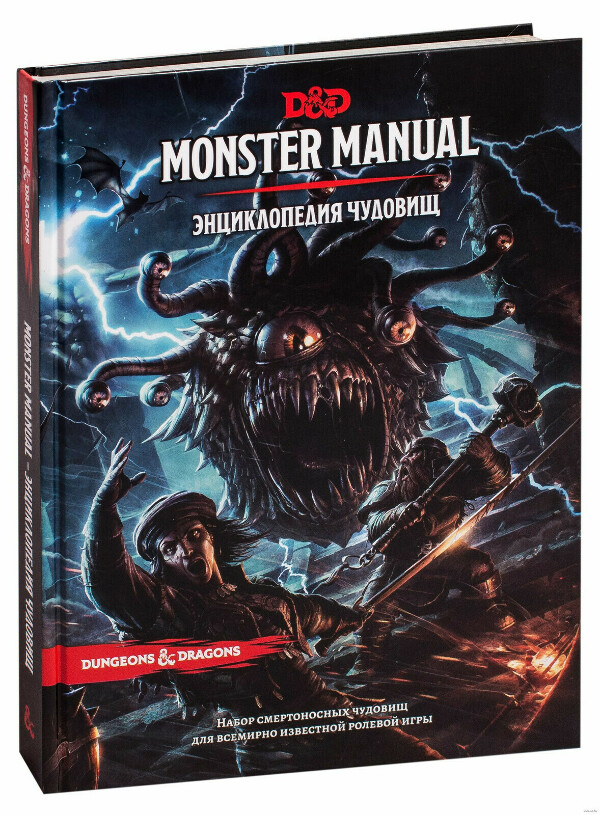 D&D
MONSTER MANUAL
ЭНЦИКЛОПЕДИЯ ЧУДОВИЩ
DUNGEONS & DRAGONS
НАБОР СМЕРТОНОСНЫХ ЧУДОВИЩ
ДЛЯ ВСЕМИРНО ИЗВЕСТНОЙ РОЛЕВОЙ ИГРЫ
DUNGEONS & DRAGONS
MONSTER MANUAL – ЭНЦИКЛОПЕДИЯ ЧУДОВИЩ